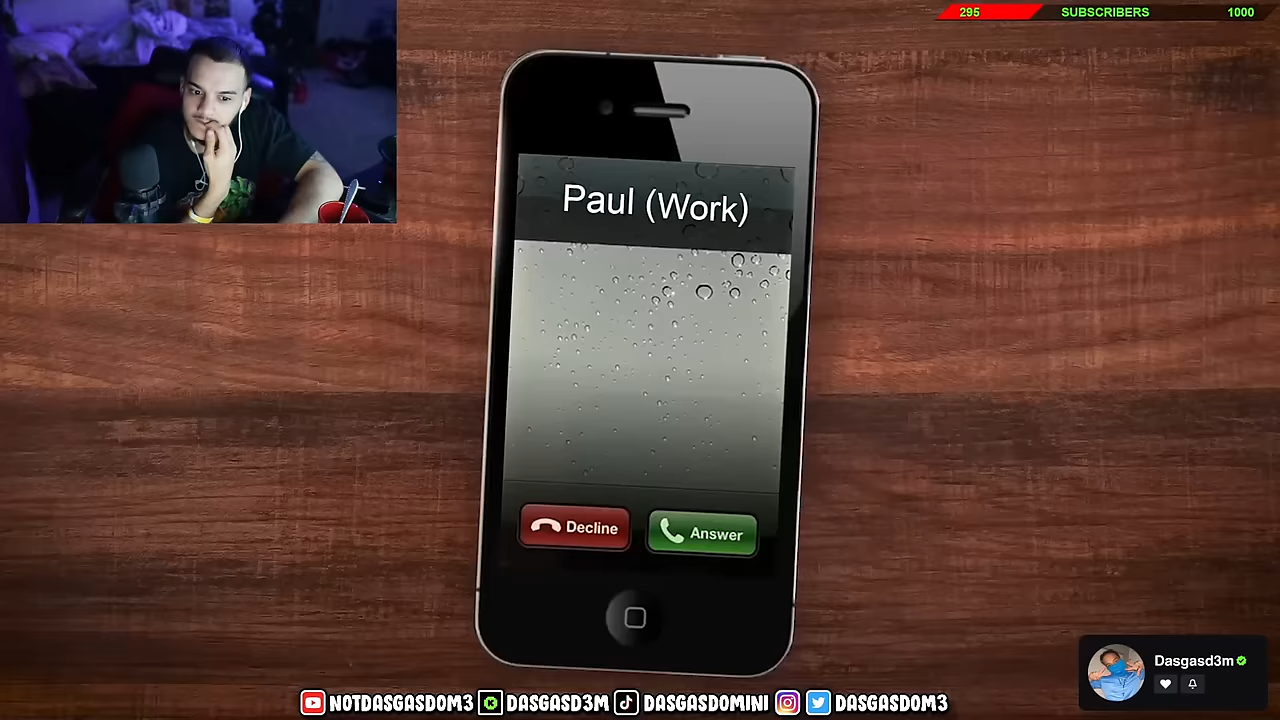 295 SUBSCRIBERS 1000
Paul (Work)
Decline Answer
Dasgasd3m
NOTDASGASDOM3 DASGASD3M DASGASDOMINI DASGASDOM3